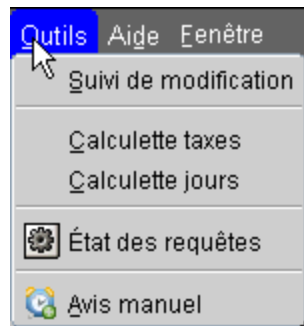 Outils Aide Fenêtre
Suivi de modification
Calculette taxes
Calculette jours
État des requêtes
Avis manuel